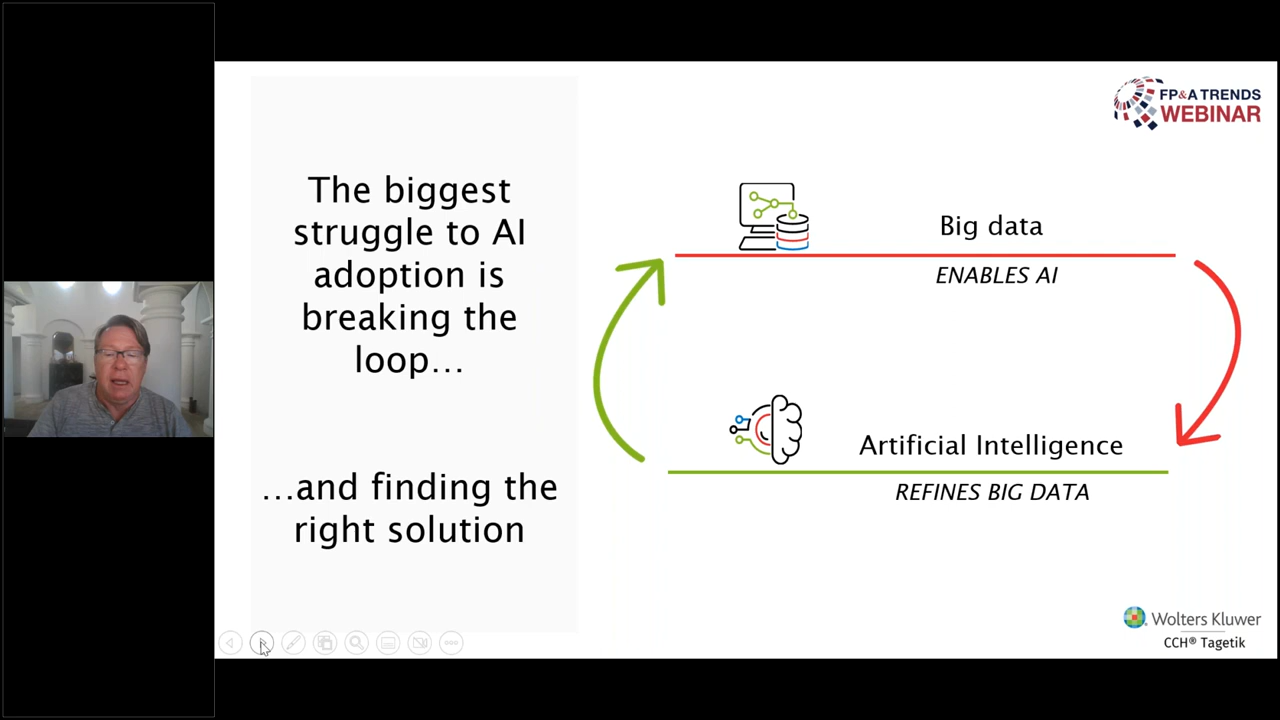 FP&A TRENDS
WEBINAR
The biggest
struggle to AI
adoption is
breaking the
loop…
…and finding the
right solution
Big data
ENABLES AI
Artificial Intelligence
REFINES BIG DATA
Wolters Kluwer
CCH® Tagetik